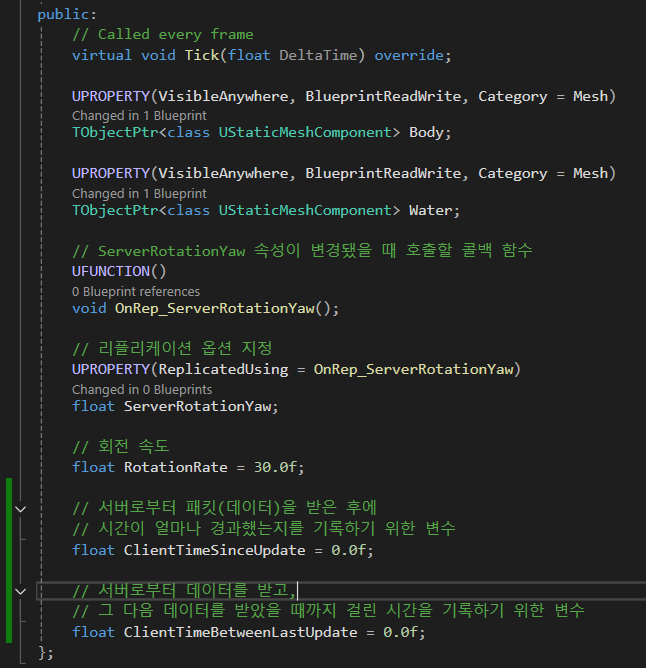 public:
// Called every frame
virtual void Tick(float DeltaTime) override;
UPROPERTY(VisibleAnywhere, BlueprintReadWrite, Category = Mesh)
Changed in 1 Blueprint
TObjectPtr<class UStaticMeshComponent> Body;
UPROPERTY(VisibleAnywhere, BlueprintReadWrite, Category = Mesh)
Changed in 1 Blueprint
TObjectPtr<class UStaticMeshComponent> Water;
// ServerRotationYaw 속성이 변경됐을 때 호출할 콜백 함수
UFUNCTION()
0 Blueprint references
void OnRep_ServerRotationYaw();
// 리플리케이션 옵션 지정
UPROPERTY(ReplicatedUsing = OnRep_ServerRotationYaw)
Changed in 0 Blueprints
float ServerRotationYaw;
// 회전 속도
float RotationRate = 30.0f;
// 서버로부터 패킷(데이터)을 받은 후에
// 시간이 얼마나 경과했는지를 기록하기 위한 변수
float ClientTimeSinceUpdate = 0.0f;
// 서버로부터 데이터를 받고,
// 그 다음 데이터를 받았을 때까지 걸린 시간을 기록하기 위한 변수
float ClientTimeBetweenLastUpdate = 0.0f;
};